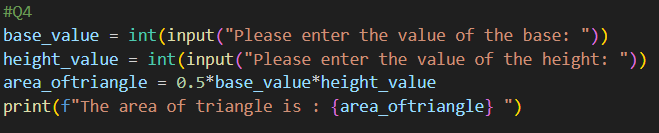 #Q4
base_value = int(input("Please enter the value of the base: "))
height_value = int(input("Please enter the value of the height: "))
area_oftriangle = 0.5*base_value*height_value
print(f"The area of triangle is : {area_oftriangle} ")